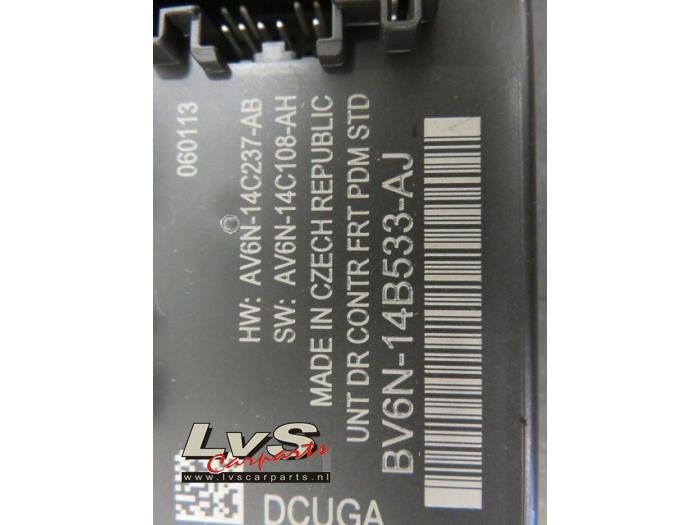 060113
HW: AV6N-14C237-AB
SW: AV6N-14C108-AH
MADE IN CZECH REPUBLIC
UNT DR CONTR FRT PDM STD
BV6N-14B533-AJ
DCUGA
LvS
Carparts
www.lvscarparts.nl